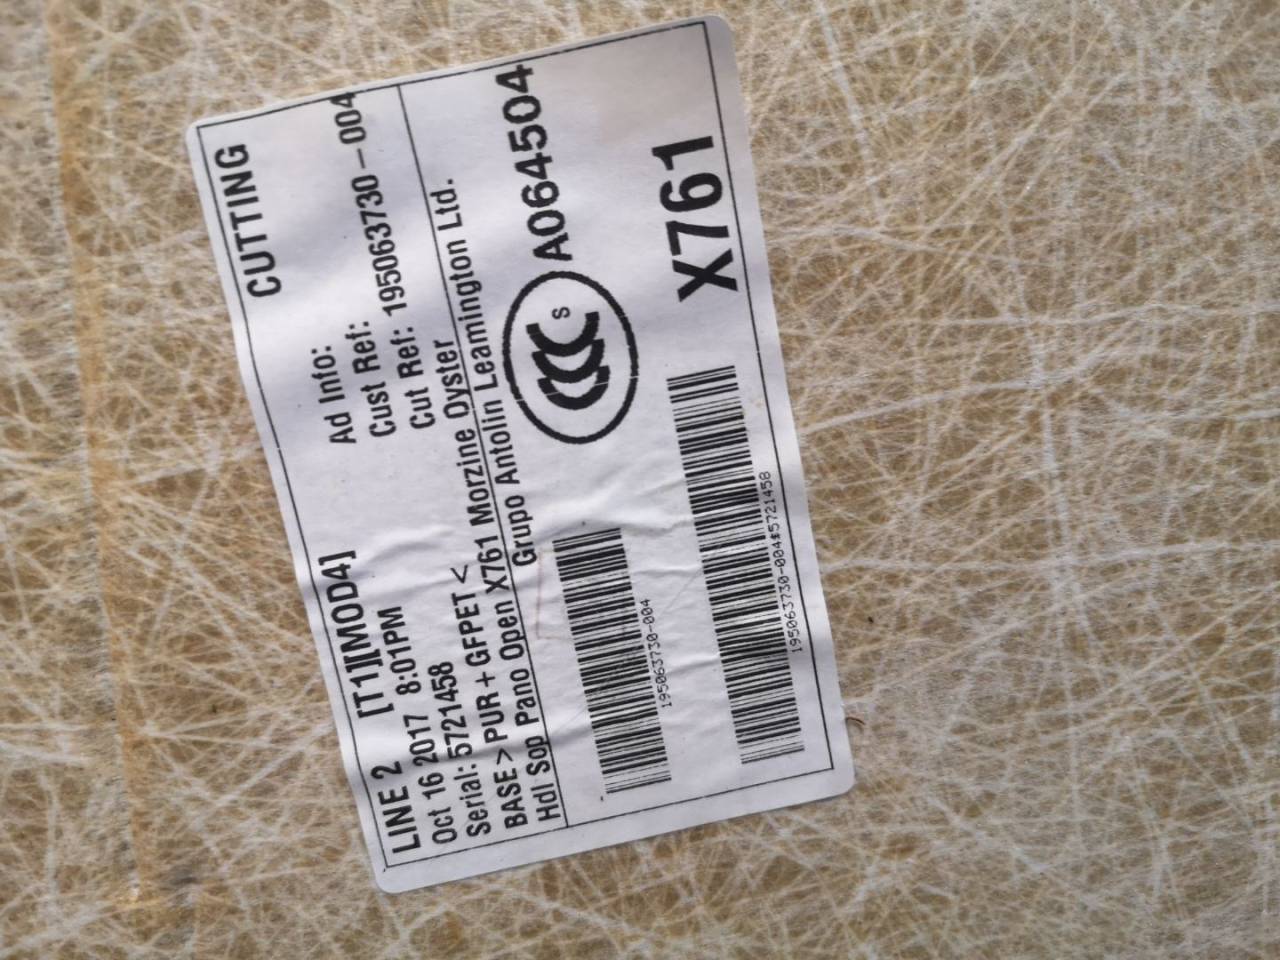 CUTTING
LINE 2 [T1][MOD4]
Oct 16 2017 8:01PM
Ad Info:
Serial: 5721458
Cust Ref:
BASE > PUR + GFPET <
Cut Ref: 195063730-004
Hdl Sop Pano Open X761 Morzine Oyster
Grupo Antolin Leamington Ltd.
CCC S A064504
195063730-004
X761
195063730-004$5721458